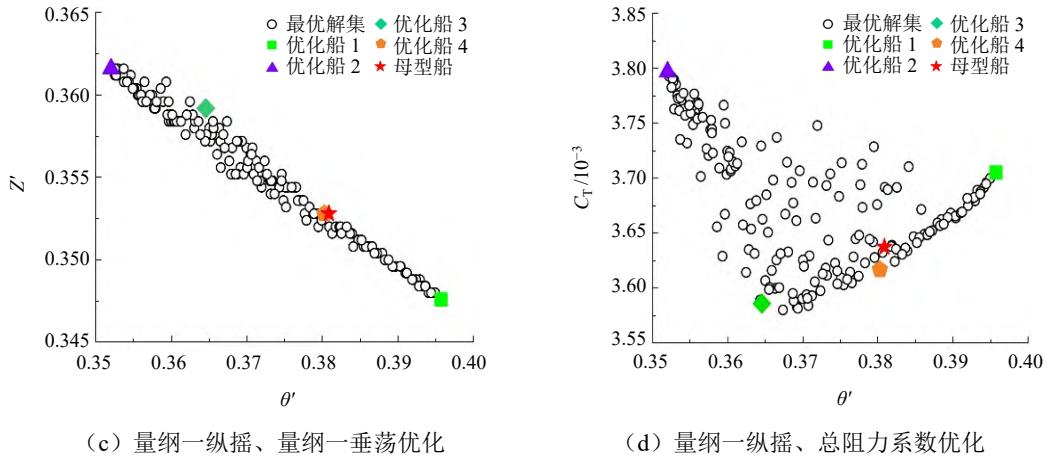 最优解集 优化船 3
优化船 1 优化船 4
优化船 2 母型船
0.365
0.360
0.355
0.350
0.345
Z′
0.35 0.36 0.37 0.38 0.39 0.40
θ′
(c)量纲一纵摇、量纲一垂荡优化
最优解集 优化船 3
优化船 1 优化船 4
优化船 2 母型船
3.85
3.80
3.75
3.70
3.65
3.60
3.55
C_T /10⁻³
0.35 0.36 0.37 0.38 0.39 0.40
θ′
(d)量纲一纵摇、总阻力系数优化